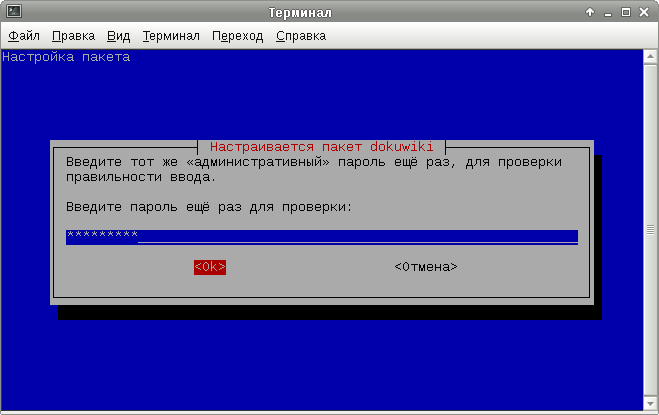 Терминал
Файл Правка Вид Терминал Переход Справка
Настройка пакета
Настраивается пакет dokuwiki
Введите тот же «административный» пароль ещё раз, для проверки
правильности ввода.
Введите пароль ещё раз для проверки:
*********
<Ok> <Отмена>